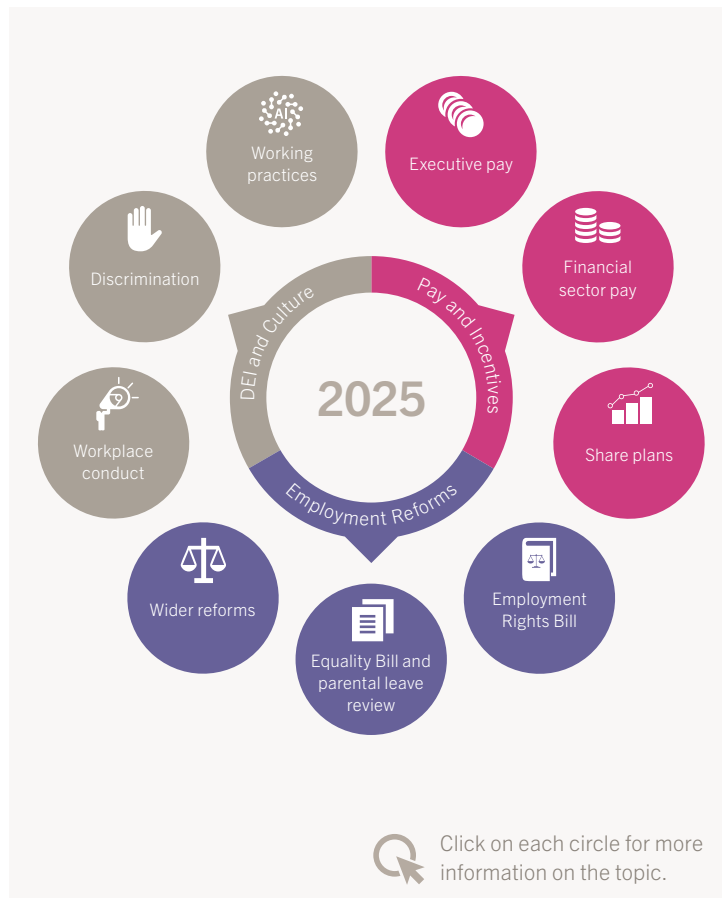 AI
Working
practices
Executive pay
Discrimination
Financial
sector pay
DEI and Culture
Pay and Incentives
2025
Workplace
conduct
Share plans
Employment Reforms
Wider reforms
Employment
Rights Bill
Equality Bill and
parental leave
review
Click on each circle for more
information on the topic.